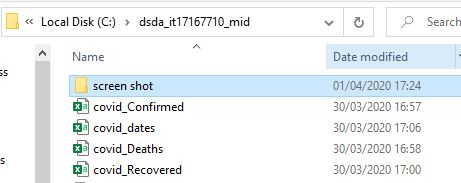 « Local Disk (C:) › dsda_it17167710_mid
Name Date modified
screen shot 01/04/2020 17:24
covid_Confirmed 30/03/2020 16:57
covid_dates 30/03/2020 17:06
covid_Deaths 30/03/2020 16:58
covid_Recovered 30/03/2020 17:00